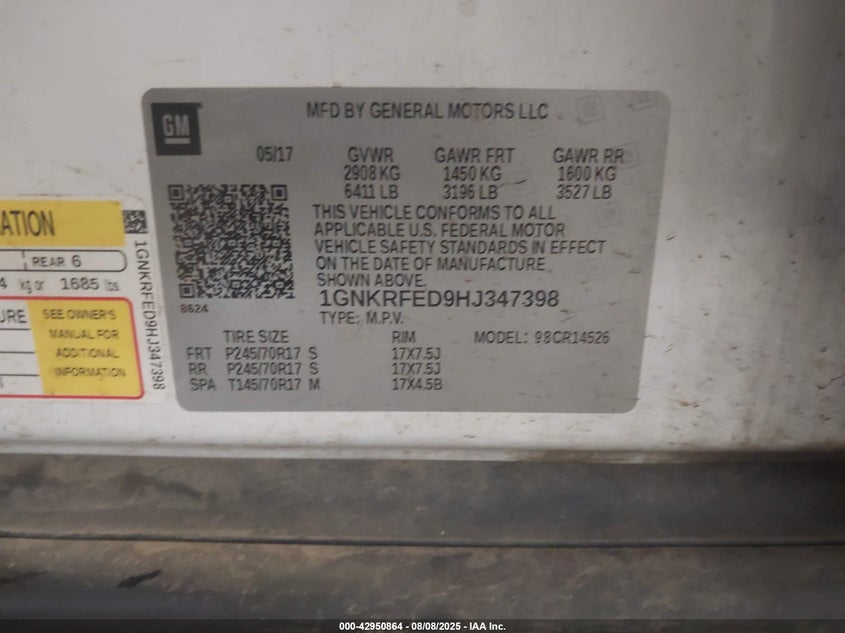 GM
MFD BY GENERAL MOTORS LLC
05/17 GVWR GAWR FRT GAWR RR
2908 KG 1450 KG 1600 KG
6411 LB 3196 LB 3527 LB
THIS VEHICLE CONFORMS TO ALL
APPLICABLE U.S. FEDERAL MOTOR
VEHICLE SAFETY STANDARDS IN EFFECT
ON THE DATE OF MANUFACTURE
SHOWN ABOVE.
8624
1GNKRFED9HJ347398
TYPE: M.P.V.
TIRE SIZE RIM MODEL: 98CR14526
FRT P245/70R17 S 17X7.5J
RR P245/70R17 S 17X7.5J
SPA T145/70R17 M 17X4.5B
ATION
REAR 6
4 kg or 1685 lbs.
URE SEE OWNER'S
MANUAL FOR
ADDITIONAL
INFORMATION
1GNKRFED9HJ347398
000-42950864 - 08/08/2025 - IAA Inc.